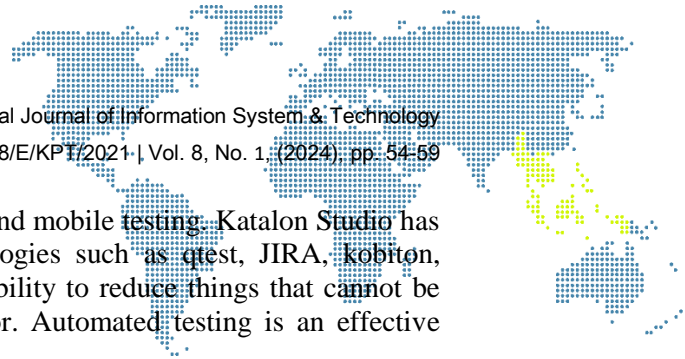 al Journal of Information System & Technology
8/E/KPT/2021 | Vol. 8, No. 1, (2024), pp. 54-59
nd mobile testing. Katalon Studio has
ogies such as qtest, JIRA, kobiton,
bility to reduce things that cannot be
or. Automated testing is an effective